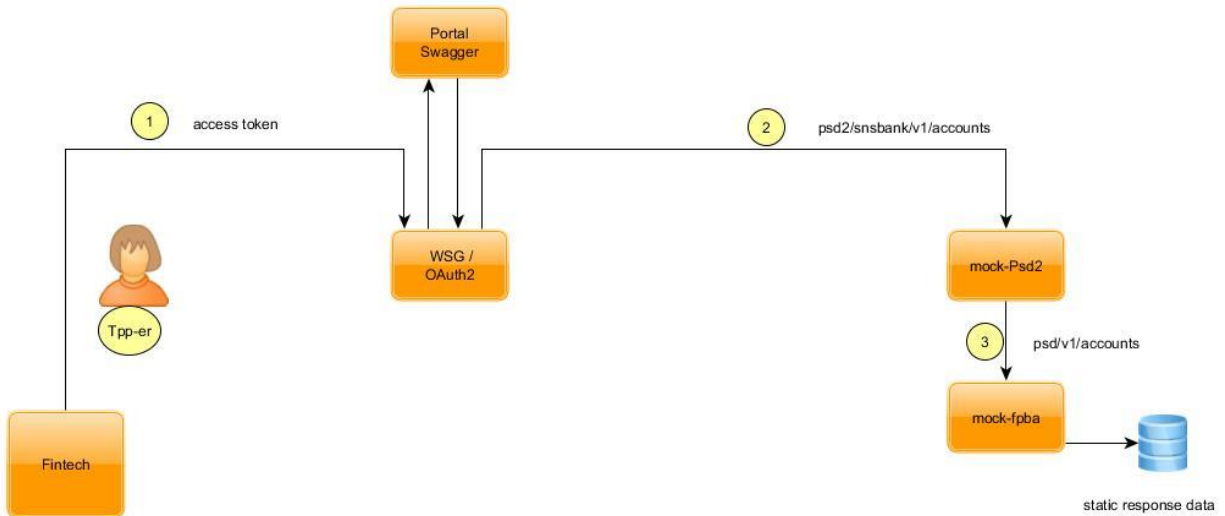 Portal
Swagger
1
access token
2
psd2/snsbank/v1/accounts
WSG /
OAuth2
mock-Psd2
Tpp-er
3
psd/v1/accounts
mock-fpba
Fintech
static response data